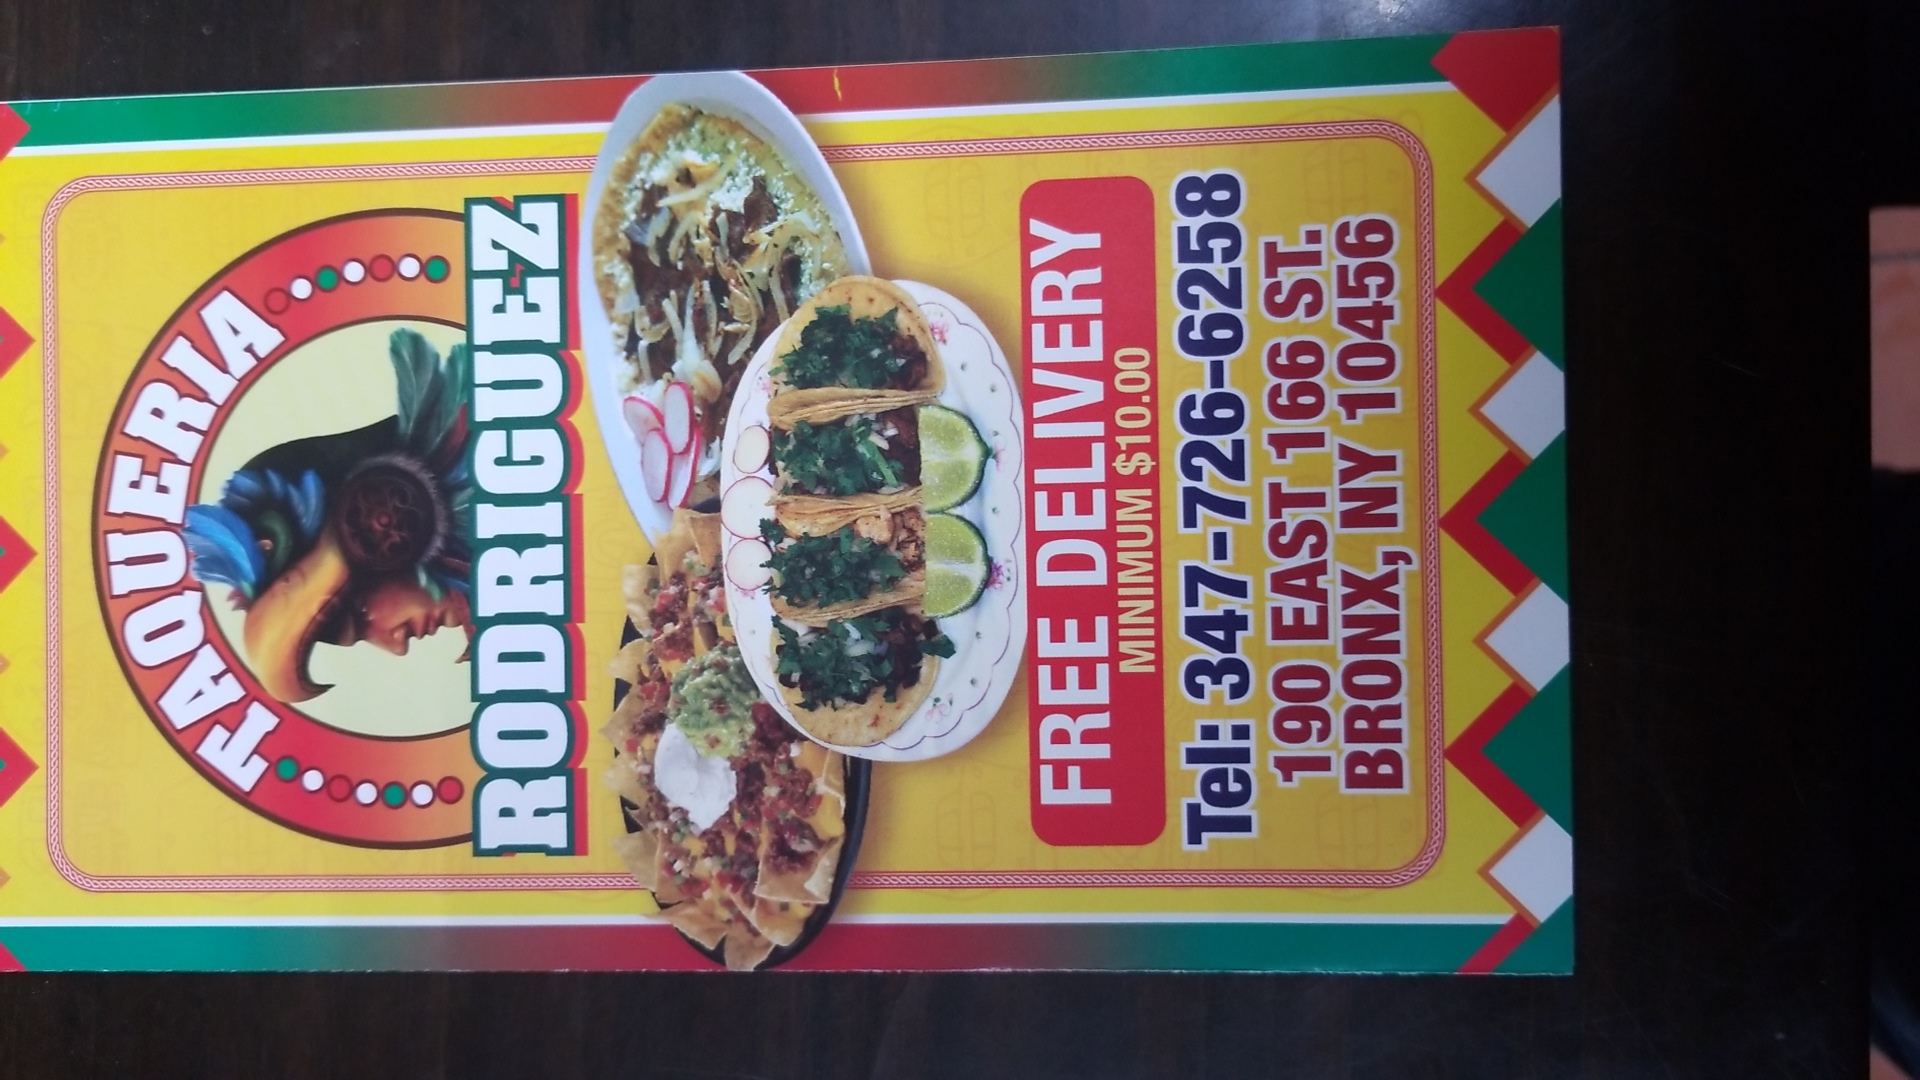 TAQUERIA
RODRIGUEZ
FREE DELIVERY
MINIMUM $10.00
Tel: 347-726-6258
190 EAST 166 ST.
BRONX, NY 10456